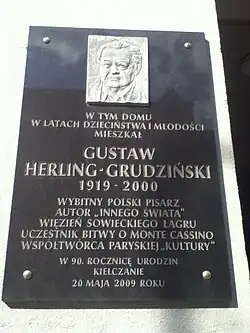 W TYM DOMU
W LATACH DZIECIŃSTWA I MŁODOŚCI
MIESZKAŁ
GUSTAW
HERLING-GRUDZIŃSKI
1919-2000
WYBITNY POLSKI PISARZ
AUTOR „INNEGO ŚWIATA”
WIĘZIEŃ SOWIECKIEGO ŁAGRU
UCZESTNIK BITWY O MONTE CASSINO
WSPÓŁTWÓRCA PARYSKIEJ „KULTURY”
W 90. ROCZNICĘ URODZIN
KIELCZANIE
20 MAJA 2009 ROKU